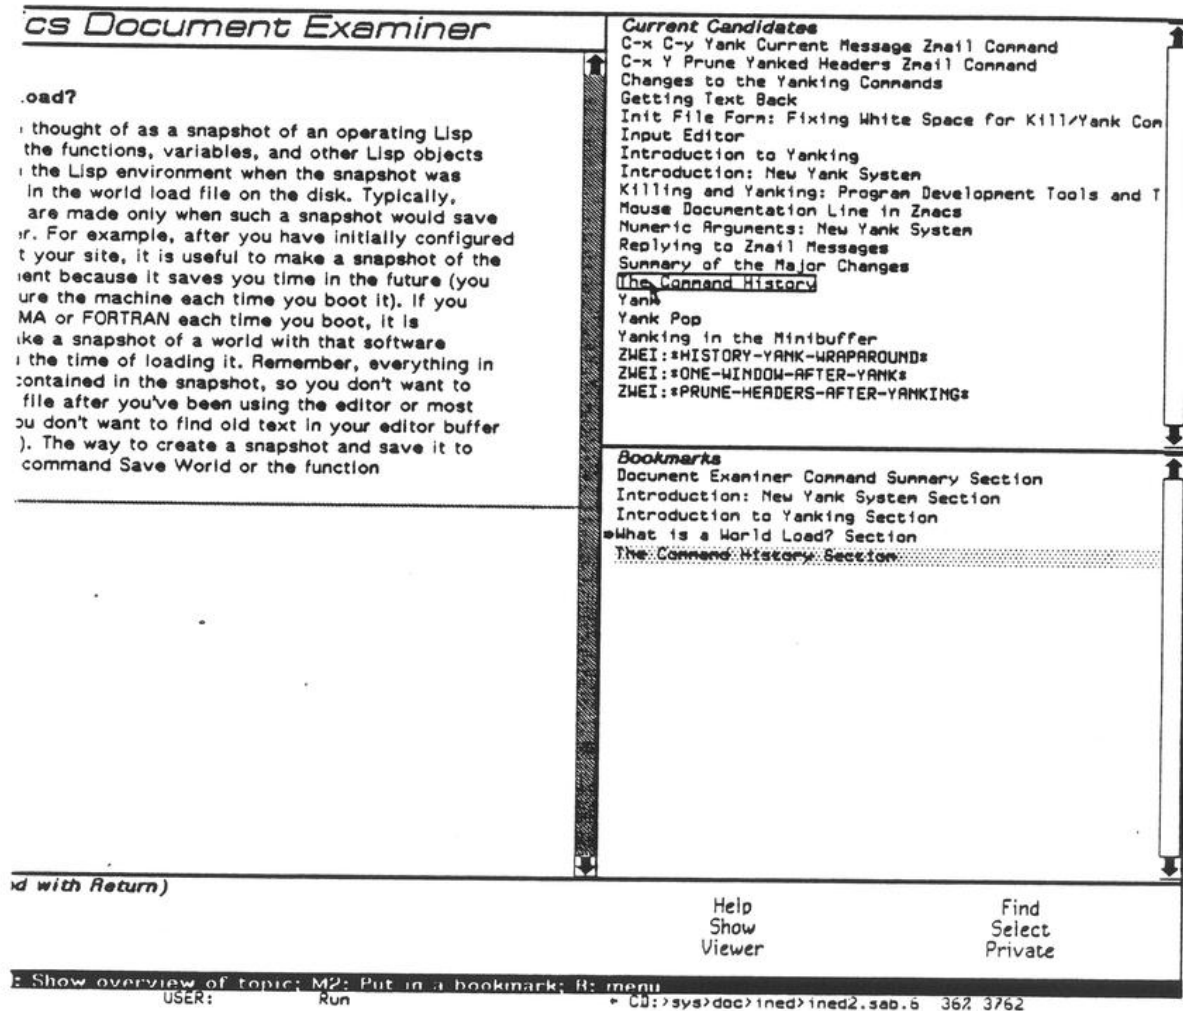 cs Document Examiner
.oad?
thought of as a snapshot of an operating Lisp
the functions, variables, and other Lisp objects
the Lisp environment when the snapshot was
in the world load file on the disk. Typically,
are made only when such a snapshot would save
r. For example, after you have initially configured
t your site, it is useful to make a snapshot of the
ent because it saves you time in the future (you
ure the machine each time you boot it). If you
MA or FORTRAN each time you boot, it is
ke a snapshot of a world with that software
the time of loading it. Remember, everything in
contained in the snapshot, so you don't want to
file after you've been using the editor or most
ou don't want to find old text in your editor buffer
). The way to create a snapshot and save it to
command Save World or the function
Current Candidates
C-x C-y Yank Current Message Zmail Command
C-x Y Prune Yanked Headers Zmail Command
Changes to the Yanking Commands
Getting Text Back
Init File Form: Fixing White Space for Kill/Yank Com
Input Editor
Introduction to Yanking
Introduction: New Yank System
Killing and Yanking: Program Development Tools and T
Mouse Documentation Line in Zmacs
Numeric Arguments: New Yank System
Replying to Zmail Messages
Summary of the Major Changes
The Command History
Yank
Yank Pop
Yanking in the Minibuffer
ZWEI:*HISTORY-YANK-WRAPAROUND*
ZWEI:*ONE-WINDOW-AFTER-YANK*
ZWEI:*PRUNE-HEADERS-AFTER-YANKING*
Bookmarks
Document Examiner Command Summary Section
Introduction: New Yank System Section
Introduction to Yanking Section
What is a World Load? Section
The Command History Section
d with Return)
Help Find
Show Select
Viewer Private
: Show overview of topic; M2: Put in a bookmark; R: menu
USER: Run ← CD:>sys>doc>ined>ined2.sab.6 36% 3762